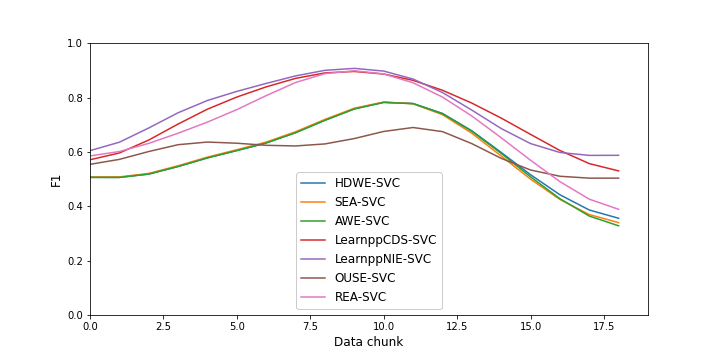 1.0
0.8
0.6
0.4
0.2
0.0
F1
HDWE-SVC
SEA-SVC
AWE-SVC
LearnppCDS-SVC
LearnppNIE-SVC
OUSE-SVC
REA-SVC
0.0 2.5 5.0 7.5 10.0 12.5 15.0 17.5
Data chunk